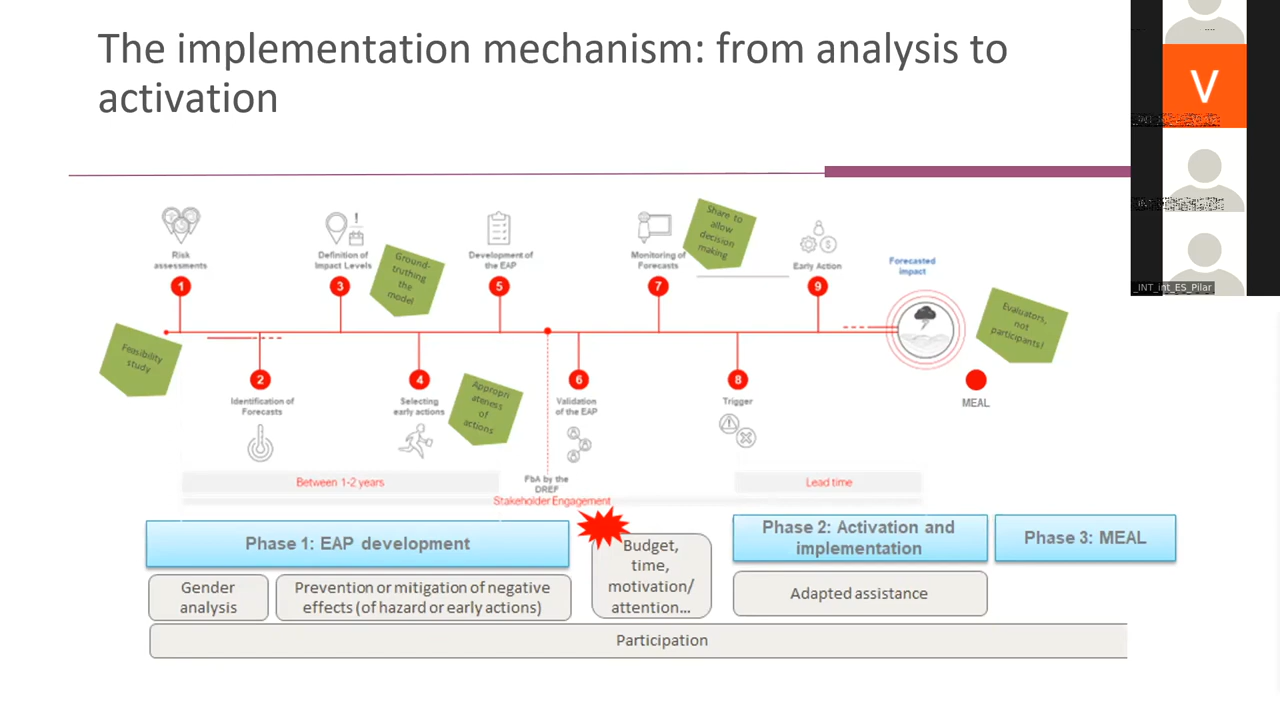 The implementation mechanism: from analysis to
activation
V
_INT_int_ES_Pilar
Risk
assessments
1
Definition of
Impact Levels
3
Ground-
truthing
the
model
Development of
the EAP
5
Monitoring of
Forecasts
7
Share to
allow
decision
making
Early Action
9
Forecasted
impact
Evaluators,
not
participants!
Feasibility
study
2
Identification of
Forecasts
4
Selecting
early actions
Appropri
ateness
of
actions
6
Validation
of the EAP
8
Trigger
MEAL
Between 1-2 years
FbA by the
DREF
Stakeholder Engagement
Lead time
Phase 1: EAP development
Budget,
time,
motivation/
attention...
Phase 2: Activation and
implementation
Phase 3: MEAL
Gender
analysis
Prevention or mitigation of negative
effects (of hazard or early actions)
Adapted assistance
Participation